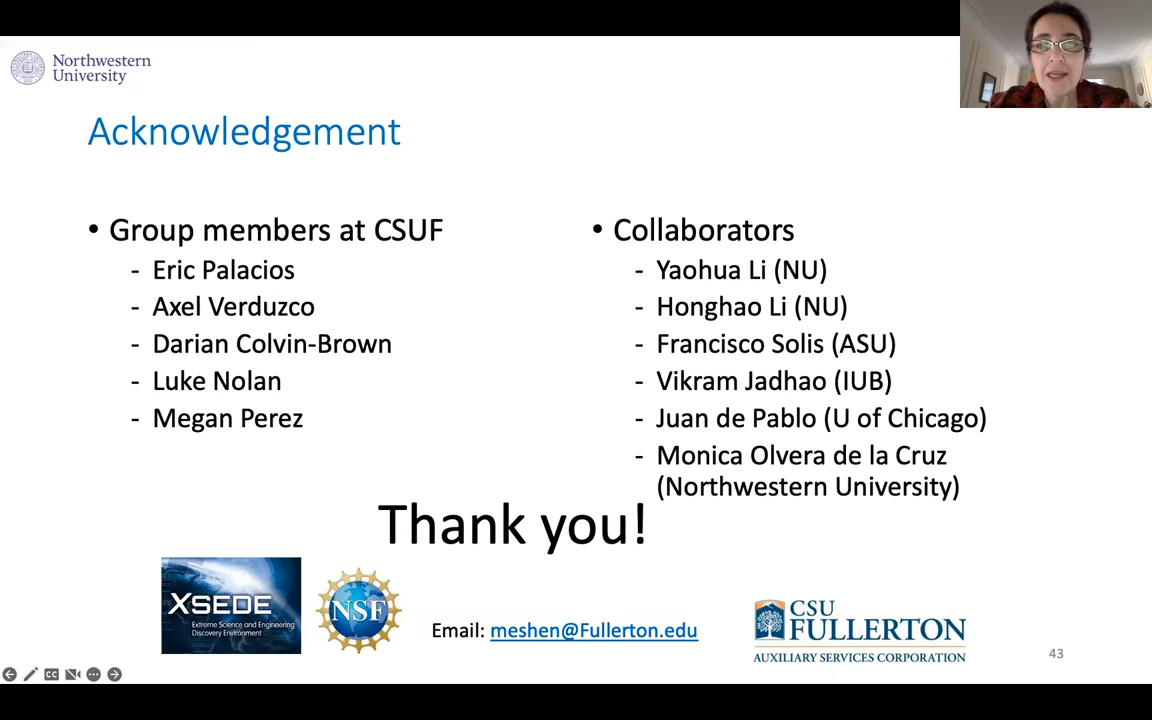 Northwestern
University
Acknowledgement
• Group members at CSUF
- Eric Palacios
- Axel Verduzco
- Darian Colvin-Brown
- Luke Nolan
- Megan Perez
• Collaborators
- Yaohua Li (NU)
- Honghao Li (NU)
- Francisco Solis (ASU)
- Vikram Jadhao (IUB)
- Juan de Pablo (U of Chicago)
- Monica Olvera de la Cruz
(Northwestern University)
Thank you!
XSEDE
Extreme Science and Engineering
Discovery Environment
NSF
Email: meshen@Fullerton.edu
CSU
FULLERTON
AUXILIARY SERVICES CORPORATION
43
CC